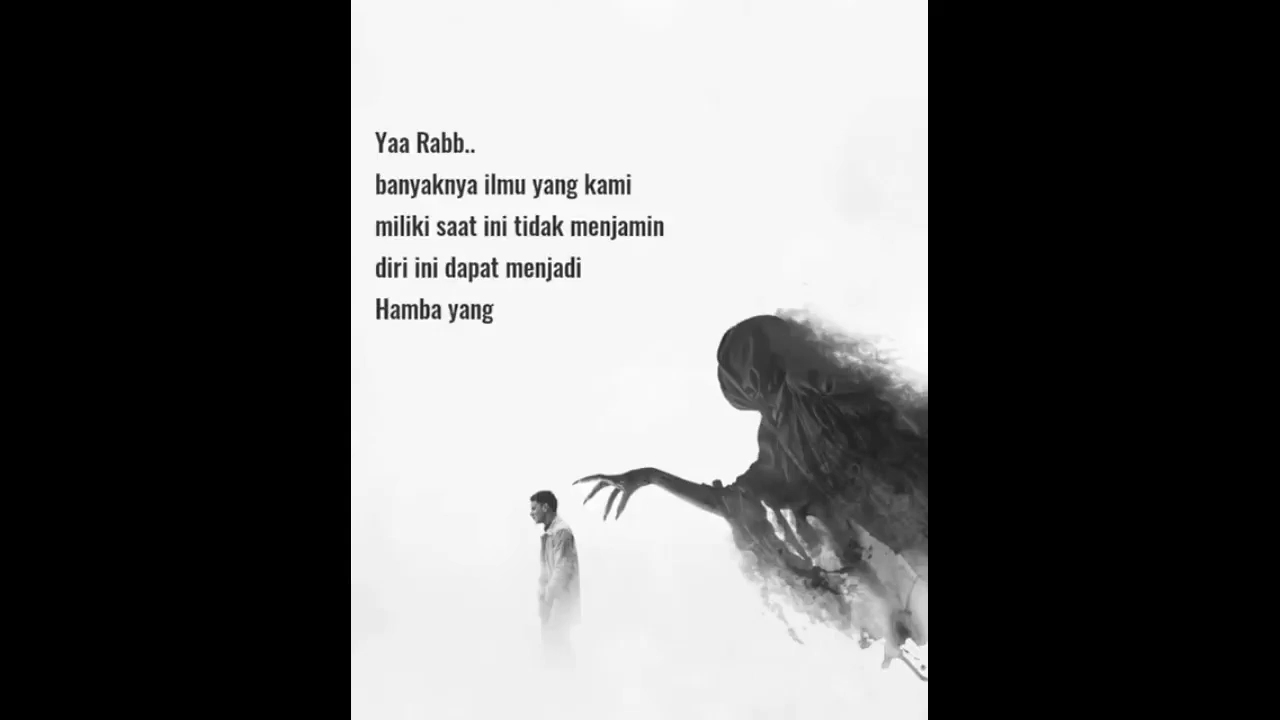 Yaa Rabb..
banyaknya ilmu yang kami
miliki saat ini tidak menjamin
diri ini dapat menjadi
Hamba yang